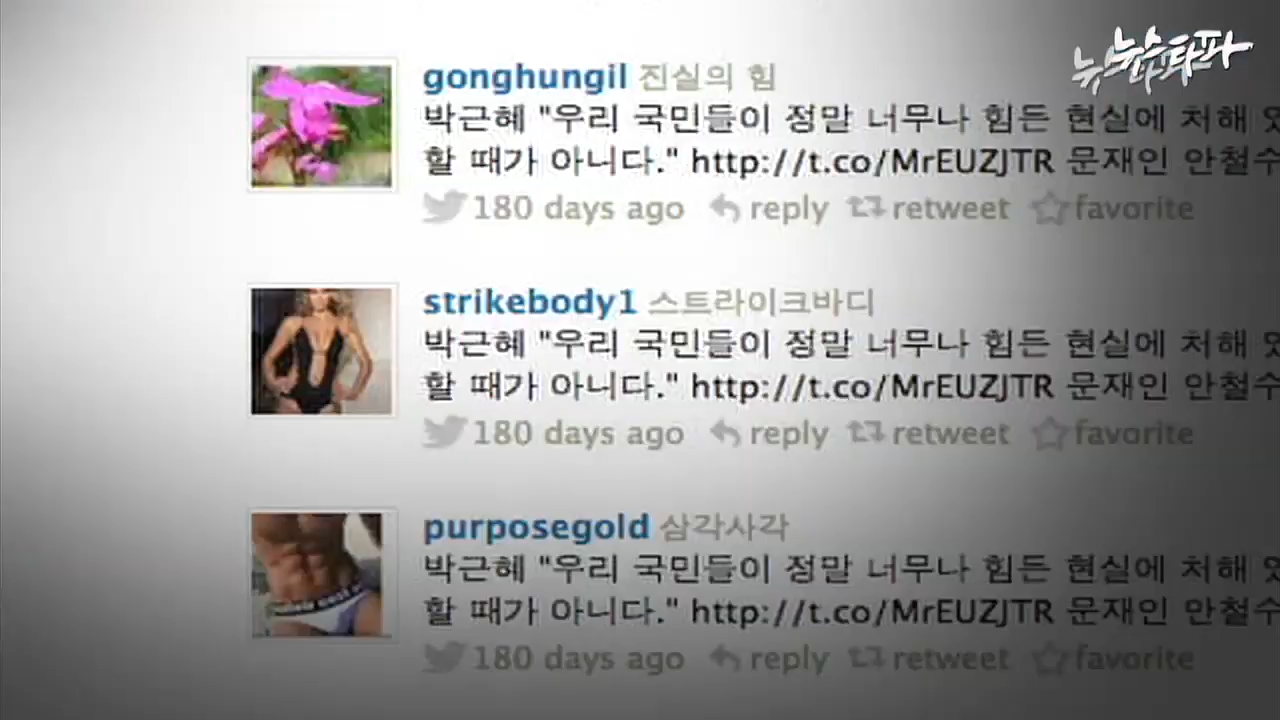 뉴스타파
gonghungil 진실의 힘
박근혜 "우리 국민들이 정말 너무나 힘든 현실에 처해
할 때가 아니다." http://t.co/MrEUZJTR 문재인 안철수
180 days ago reply retweet favorite
strikebody1 스트라이크바디
박근혜 "우리 국민들이 정말 너무나 힘든 현실에 처해
할 때가 아니다." http://t.co/MrEUZJTR 문재인 안철수
180 days ago reply retweet favorite
purposegold 삼각사각
박근혜 "우리 국민들이 정말 너무나 힘든 현실에 처해
할 때가 아니다." http://t.co/MrEUZJTR 문재인 안철수
180 days ago reply retweet favorite